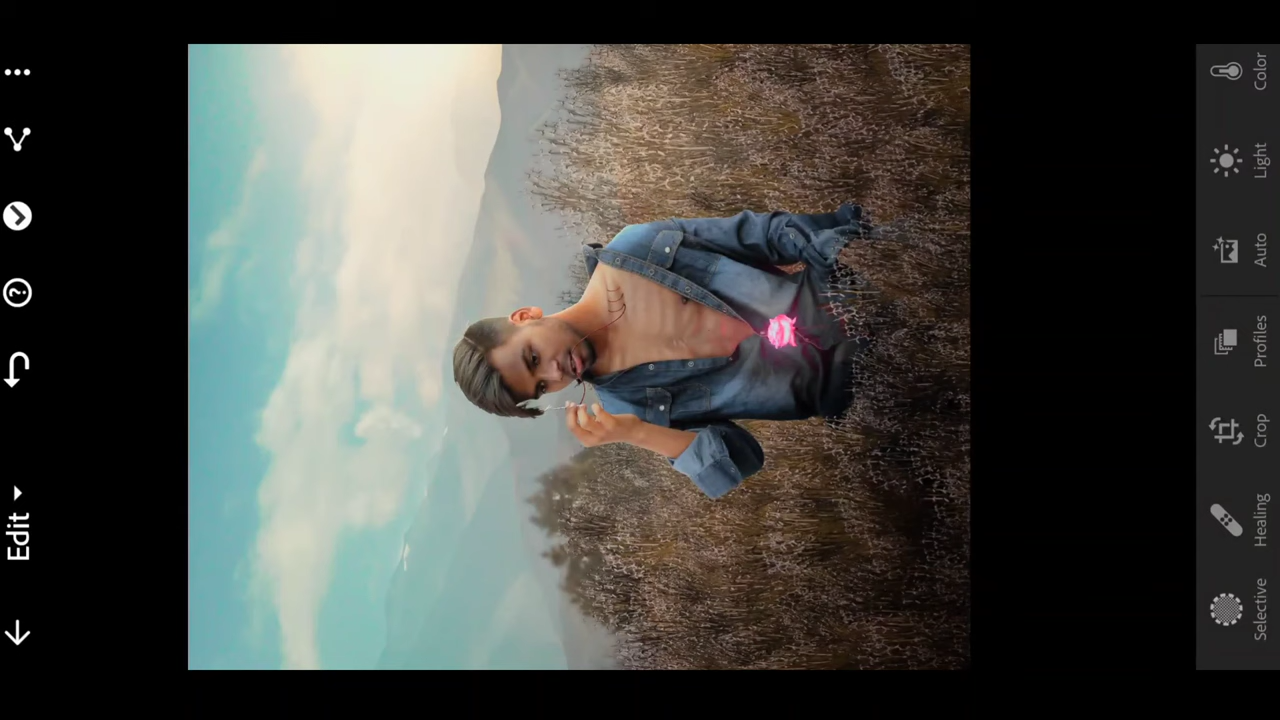 Edit
Selective
Healing
Crop
Profiles
Auto
Light
Color